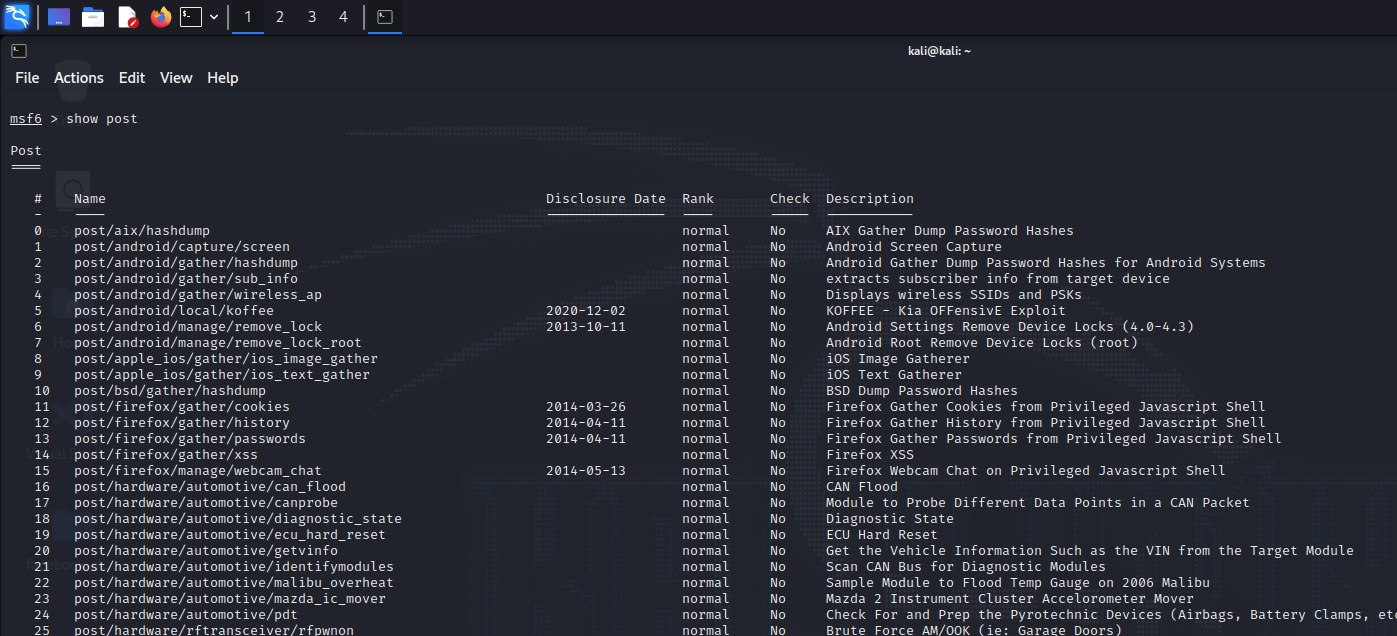 1 2 3 4
kali@kali: ~
File Actions Edit View Help
msf6 > show post
Post
# Name Disclosure Date Rank Check Description
0 post/aix/hashdump normal No AIX Gather Dump Password Hashes
1 post/android/capture/screen normal No Android Screen Capture
2 post/android/gather/hashdump normal No Android Gather Dump Password Hashes for Android Systems
3 post/android/gather/sub_info normal No extracts subscriber info from target device
4 post/android/gather/wireless_ap normal No Displays wireless SSIDs and PSKs
5 post/android/local/koffee 2020-12-02 normal No KOFFEE - Kia OFFensivE Exploit
6 post/android/manage/remove_lock 2013-10-11 normal No Android Settings Remove Device Locks (4.0-4.3)
7 post/android/manage/remove_lock_root normal No Android Root Remove Device Locks (root)
8 post/apple_ios/gather/ios_image_gather normal No iOS Image Gatherer
9 post/apple_ios/gather/ios_text_gather normal No iOS Text Gatherer
10 post/bsd/gather/hashdump normal No BSD Dump Password Hashes
11 post/firefox/gather/cookies 2014-03-26 normal No Firefox Gather Cookies from Privileged Javascript Shell
12 post/firefox/gather/history 2014-04-11 normal No Firefox Gather History from Privileged Javascript Shell
13 post/firefox/gather/passwords 2014-04-11 normal No Firefox Gather Passwords from Privileged Javascript Shell
14 post/firefox/gather/xss normal No Firefox XSS
15 post/firefox/manage/webcam_chat 2014-05-13 normal No Firefox Webcam Chat on Privileged Javascript Shell
16 post/hardware/automotive/can_flood normal No CAN Flood
17 post/hardware/automotive/canprobe normal No Module to Probe Different Data Points in a CAN Packet
18 post/hardware/automotive/diagnostic_state normal No Diagnostic State
19 post/hardware/automotive/ecu_hard_reset normal No ECU Hard Reset
20 post/hardware/automotive/getvinfo normal No Get the Vehicle Information Such as the VIN from the Target Module
21 post/hardware/automotive/identifymodules normal No Scan CAN Bus for Diagnostic Modules
22 post/hardware/automotive/malibu_overheat normal No Sample Module to Flood Temp Gauge on 2006 Malibu
23 post/hardware/automotive/mazda_ic_mover normal No Mazda 2 Instrument Cluster Accelorometer Mover
24 post/hardware/automotive/pdt normal No Check For and Prep the Pyrotechnic Devices (Airbags, Battery Clamps, etc
25 post/hardware/rftransceiver/rfpwnon normal No Brute Force AM/OOK (ie: Garage Doors)